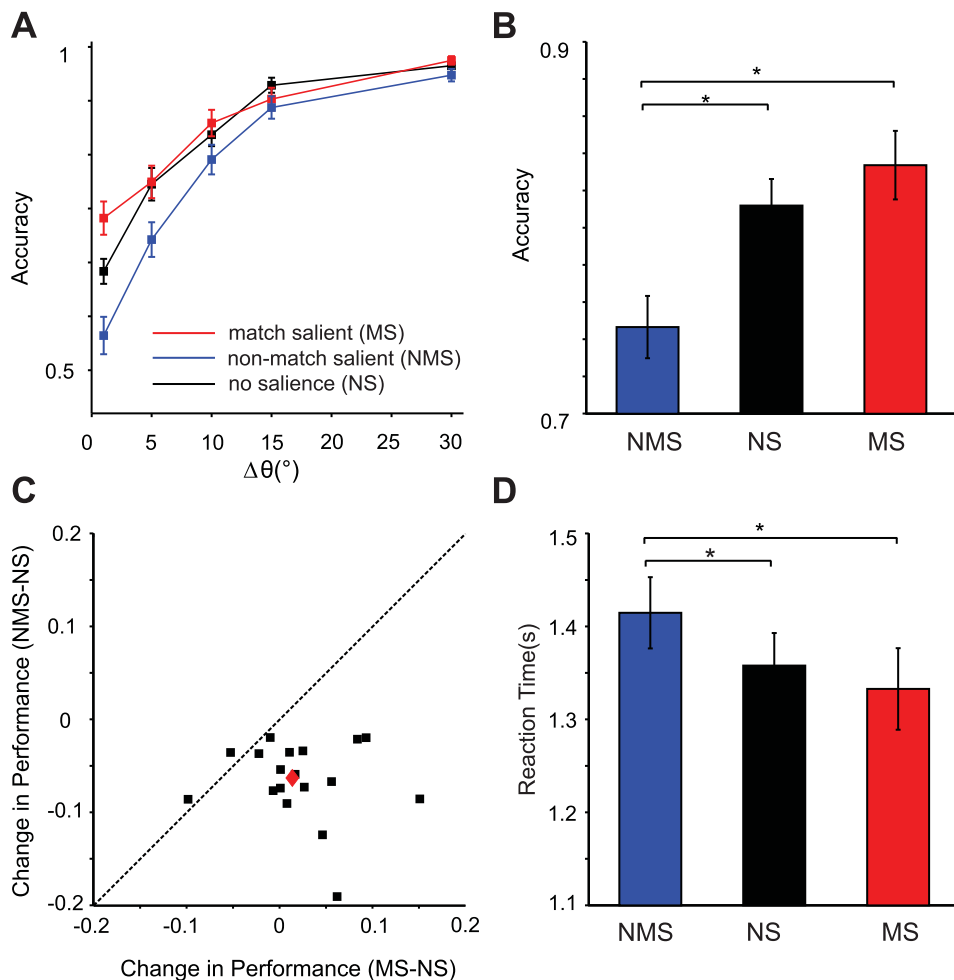 A
1
Accuracy
0.5
match salient (MS)
non-match salient (NMS)
no salience (NS)
0 5 10 15 20 25 30
Δθ(°)
B
0.9
Accuracy
0.7
*
*
NMS NS MS
C
0.2
0.1
0
-0.1
-0.2
Change in Performance (NMS-NS)
-0.2 -0.1 0 0.1 0.2
Change in Performance (MS-NS)
D
1.5
1.4
1.3
1.2
1.1
Reaction Time(s)
*
*
NMS NS MS